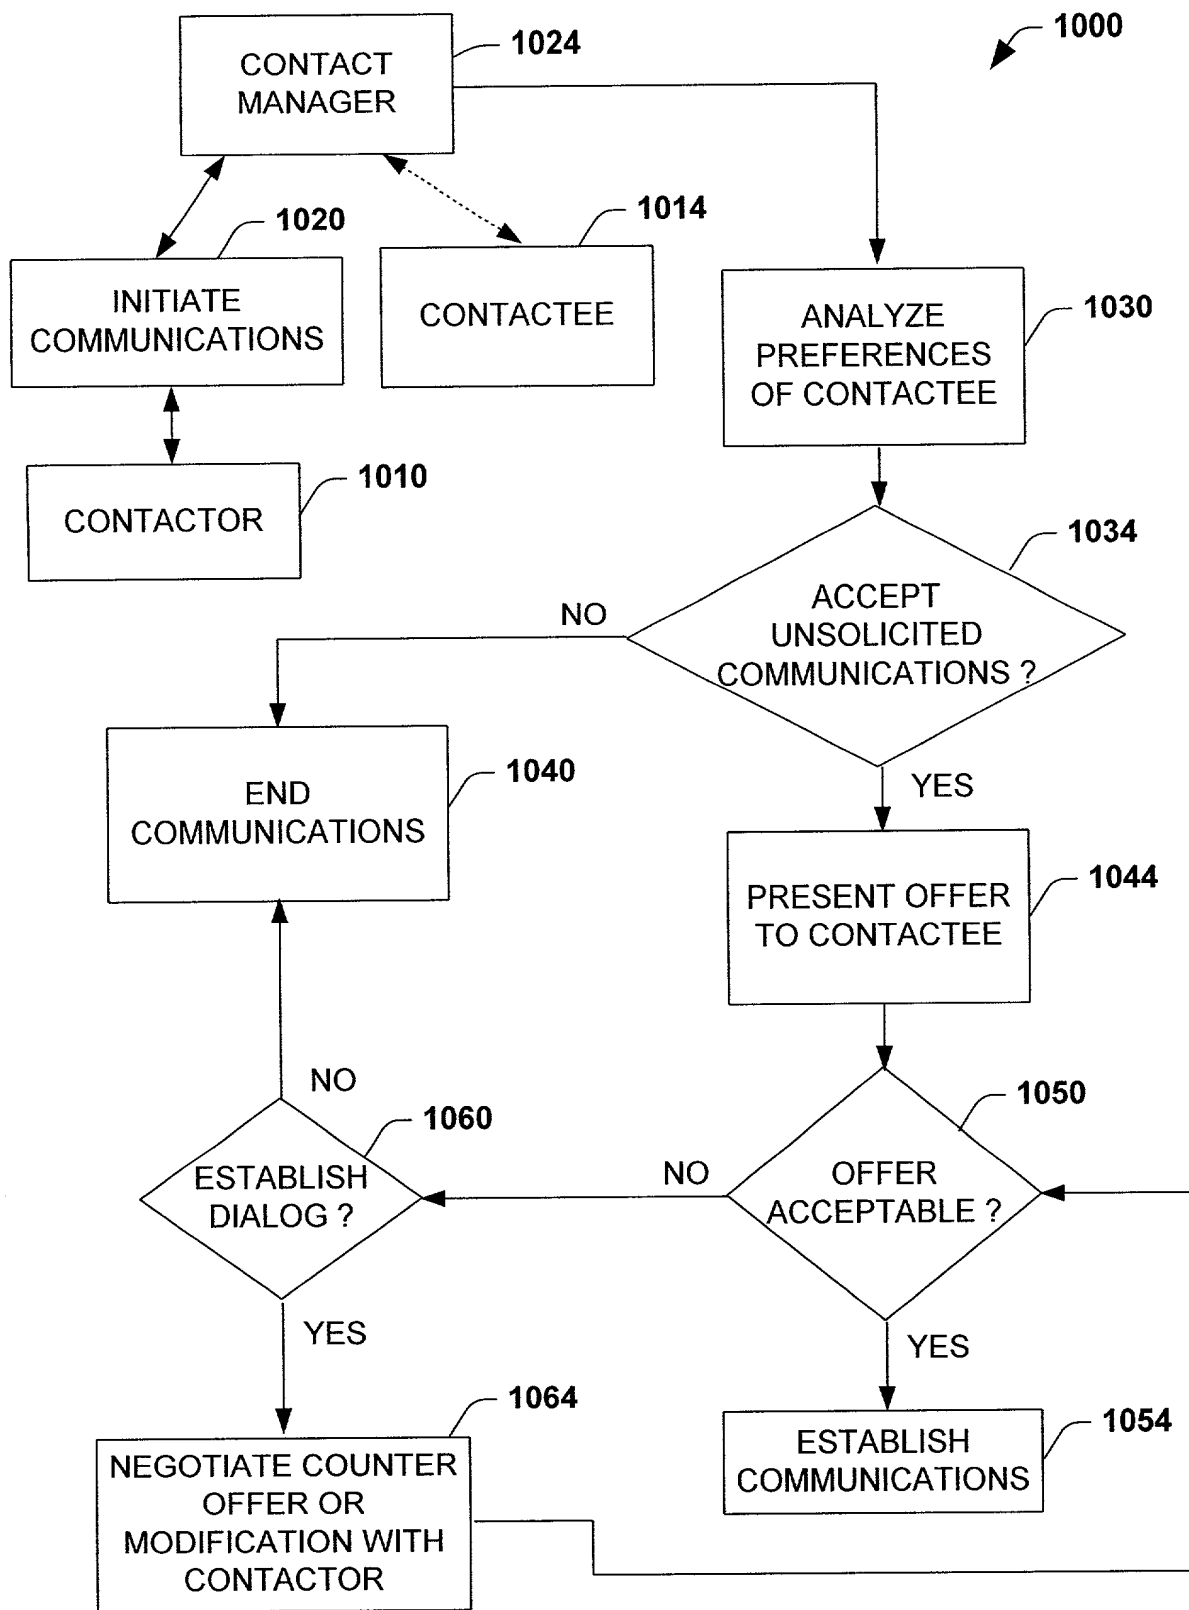 1000
CONTACT
MANAGER
1024
1020
INITIATE
COMMUNICATIONS
1014
CONTACTEE
ANALYZE
PREFERENCES
OF CONTACTEE
1030
CONTACTOR
1010
ACCEPT
UNSOLICITED
COMMUNICATIONS ?
1034
NO
YES
END
COMMUNICATIONS
1040
PRESENT OFFER
TO CONTACTEE
1044
OFFER
ACCEPTABLE ?
1050
NO
YES
ESTABLISH
DIALOG ?
1060
NO
YES
ESTABLISH
COMMUNICATIONS
1054
NEGOTIATE COUNTER
OFFER OR
MODIFICATION WITH
CONTACTOR
1064